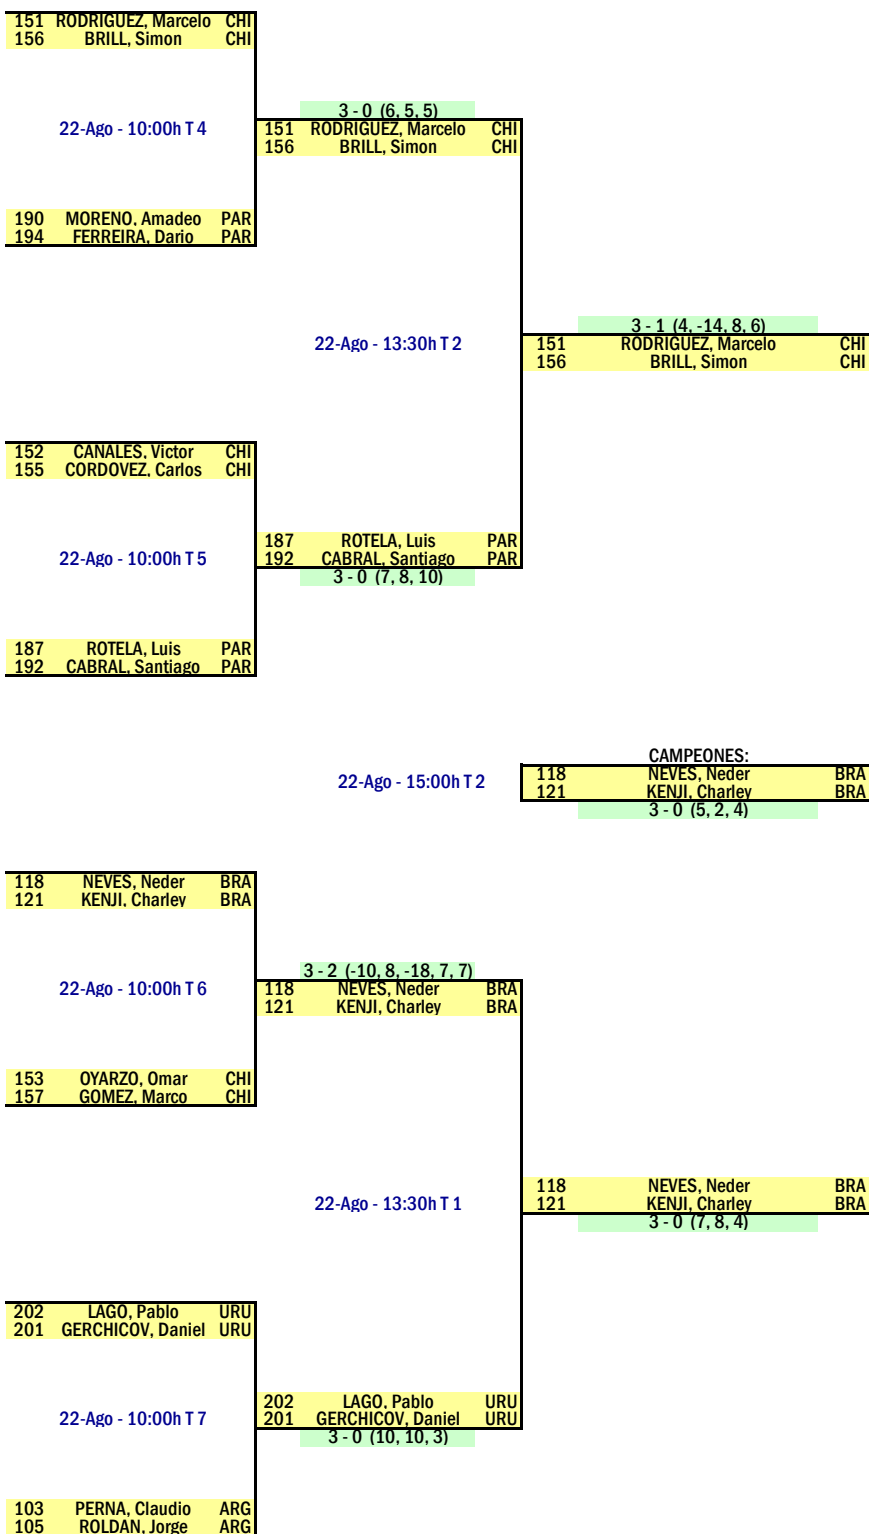 151 RODRIGUEZ, Marcelo CHI
156 BRILL, Simon CHI
3 - 0 (6, 5, 5)
22-Ago - 10:00h T 4
151 RODRIGUEZ, Marcelo CHI
156 BRILL, Simon CHI
190 MORENO, Amadeo PAR
194 FERREIRA, Dario PAR
3 - 1 (4, -14, 8, 6)
22-Ago - 13:30h T 2
151 RODRIGUEZ, Marcelo CHI
156 BRILL, Simon CHI
152 CANALES, Victor CHI
155 CORDOVEZ, Carlos CHI
22-Ago - 10:00h T 5
187 ROTELA, Luis PAR
192 CABRAL, Santiago PAR
3 - 0 (7, 8, 10)
187 ROTELA, Luis PAR
192 CABRAL, Santiago PAR
CAMPEONES:
22-Ago - 15:00h T 2
118 NEVES, Neder BRA
121 KENJI, Charley BRA
3 - 0 (5, 2, 4)
118 NEVES, Neder BRA
121 KENJI, Charley BRA
3 - 2 (-10, 8, -18, 7, 7)
22-Ago - 10:00h T 6
118 NEVES, Neder BRA
121 KENJI, Charley BRA
153 OYARZO, Omar CHI
157 GOMEZ, Marco CHI
22-Ago - 13:30h T 1
118 NEVES, Neder BRA
121 KENJI, Charley BRA
3 - 0 (7, 8, 4)
202 LAGO, Pablo URU
201 GERCHICOV, Daniel URU
22-Ago - 10:00h T 7
202 LAGO, Pablo URU
201 GERCHICOV, Daniel URU
3 - 0 (10, 10, 3)
103 PERNA, Claudio ARG
105 ROLDAN, Jorge ARG